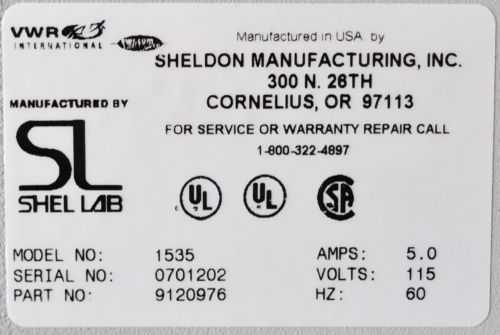 VWR
INTERNATIONAL
Manufactured in USA by
SHELDON MANUFACTURING, INC.
300 N. 26TH
CORNELIUS, OR 97113
MANUFACTURED BY
SL
SHEL LAB
FOR SERVICE OR WARRANTY REPAIR CALL
1-800-322-4897
UL UL SA
MODEL NO: 1535 AMPS: 5.0
SERIAL NO: 0701202 VOLTS: 115
PART NO: 9120976 HZ: 60